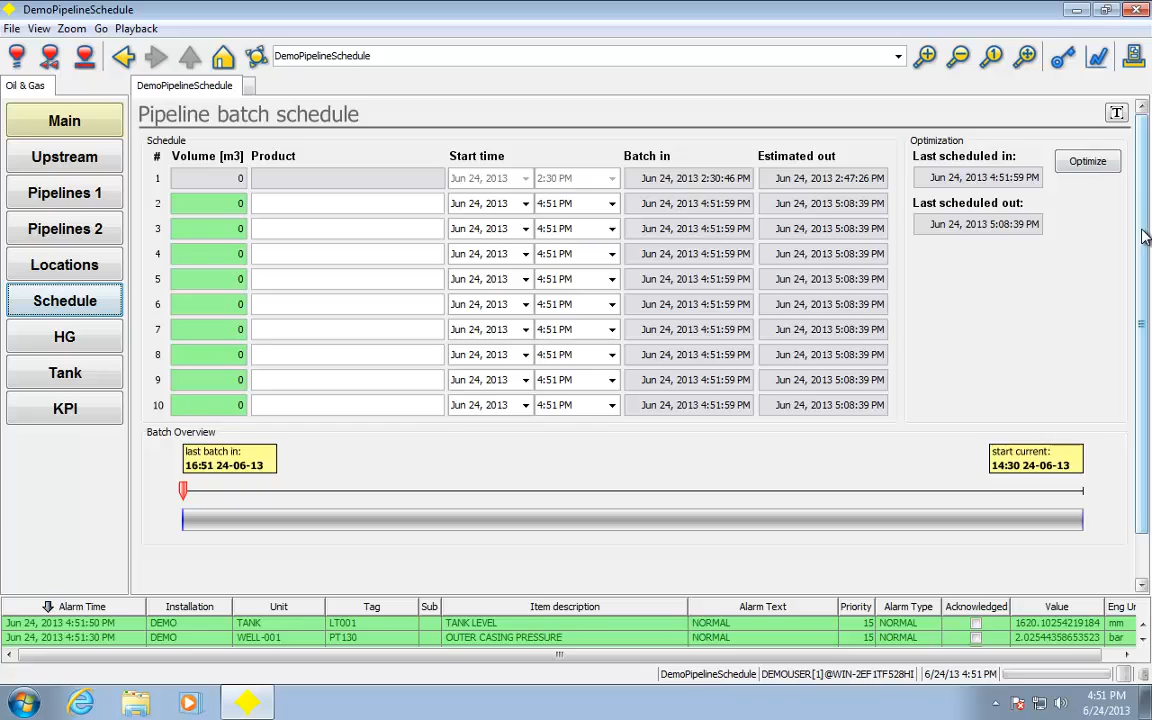 DemoPipelineSchedule
File View Zoom Go Playback
DemoPipelineSchedule
1
Oil & Gas
DemoPipelineSchedule
Main
Upstream
Pipelines 1
Pipelines 2
Locations
Schedule
HG
Tank
KPI
Pipeline batch schedule
T
Schedule
# Volume [m3] Product Start time Batch in Estimated out
1 0 Jun 24, 2013 2:30 PM Jun 24, 2013 2:30:46 PM Jun 24, 2013 2:47:26 PM
2 0 Jun 24, 2013 4:51 PM Jun 24, 2013 4:51:59 PM Jun 24, 2013 5:08:39 PM
3 0 Jun 24, 2013 4:51 PM Jun 24, 2013 4:51:59 PM Jun 24, 2013 5:08:39 PM
4 0 Jun 24, 2013 4:51 PM Jun 24, 2013 4:51:59 PM Jun 24, 2013 5:08:39 PM
5 0 Jun 24, 2013 4:51 PM Jun 24, 2013 4:51:59 PM Jun 24, 2013 5:08:39 PM
6 0 Jun 24, 2013 4:51 PM Jun 24, 2013 4:51:59 PM Jun 24, 2013 5:08:39 PM
7 0 Jun 24, 2013 4:51 PM Jun 24, 2013 4:51:59 PM Jun 24, 2013 5:08:39 PM
8 0 Jun 24, 2013 4:51 PM Jun 24, 2013 4:51:59 PM Jun 24, 2013 5:08:39 PM
9 0 Jun 24, 2013 4:51 PM Jun 24, 2013 4:51:59 PM Jun 24, 2013 5:08:39 PM
10 0 Jun 24, 2013 4:51 PM Jun 24, 2013 4:51:59 PM Jun 24, 2013 5:08:39 PM
Optimization
Last scheduled in:
Jun 24, 2013 4:51:59 PM
Optimize
Last scheduled out:
Jun 24, 2013 5:08:39 PM
Batch Overview
last batch in:
16:51 24-06-13
start current:
14:30 24-06-13
Alarm Time Installation Unit Tag Sub Item description Alarm Text Priority Alarm Type Acknowledged Value Eng Ur
Jun 24, 2013 4:51:50 PM DEMO TANK LT001 TANK LEVEL NORMAL 15 NORMAL 1620.10254219184 mm
Jun 24, 2013 4:51:30 PM DEMO WELL-001 PT130 OUTER CASING PRESSURE NORMAL 15 NORMAL 2.02544358653523 bar
DemoPipelineSchedule DEMOUSER[1]@WIN-2EF1TF528HI 6/24/13 4:51 PM
4:51 PM
6/24/2013